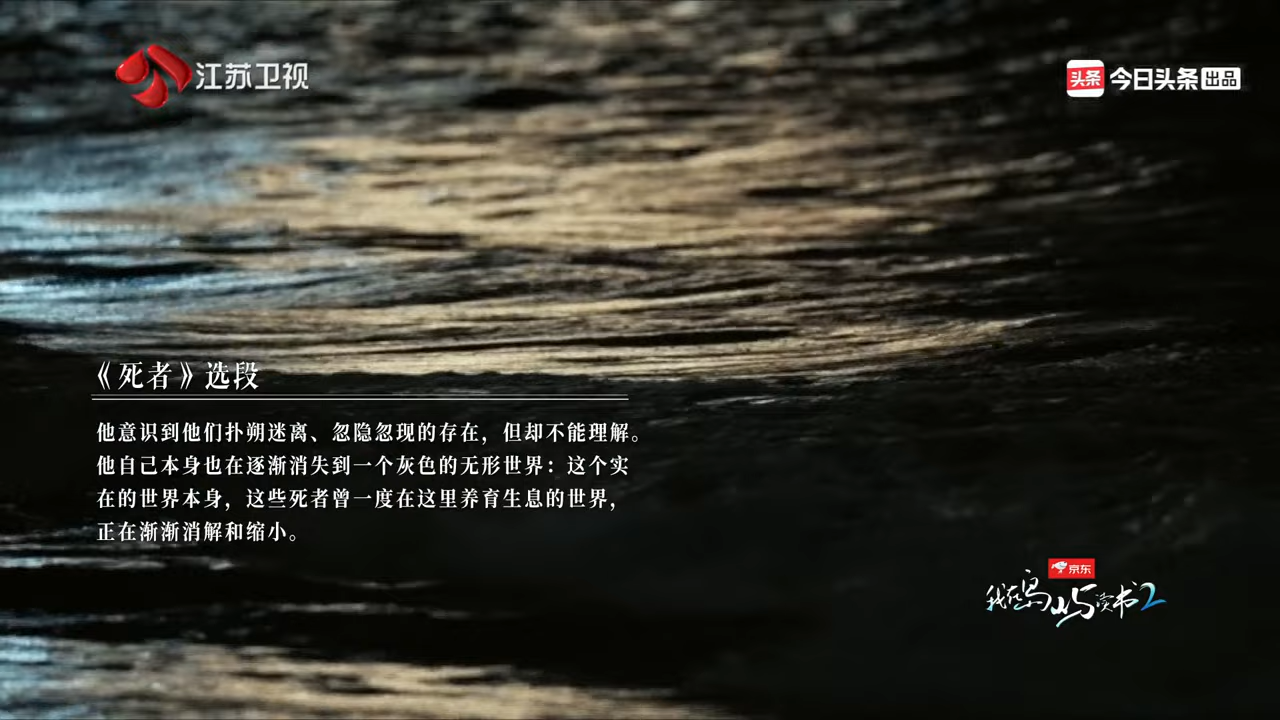 江苏卫视
头条 今日头条出品
《死者》选段
他意识到他们扑朔迷离、忽隐忽现的存在，但却不能理解。
他自己本身也在逐渐消失到一个灰色的无形世界：这个实
在的世界本身，这些死者曾一度在这里养育生息的世界，
正在渐渐消解和缩小。
京东
我在岛屿读书2